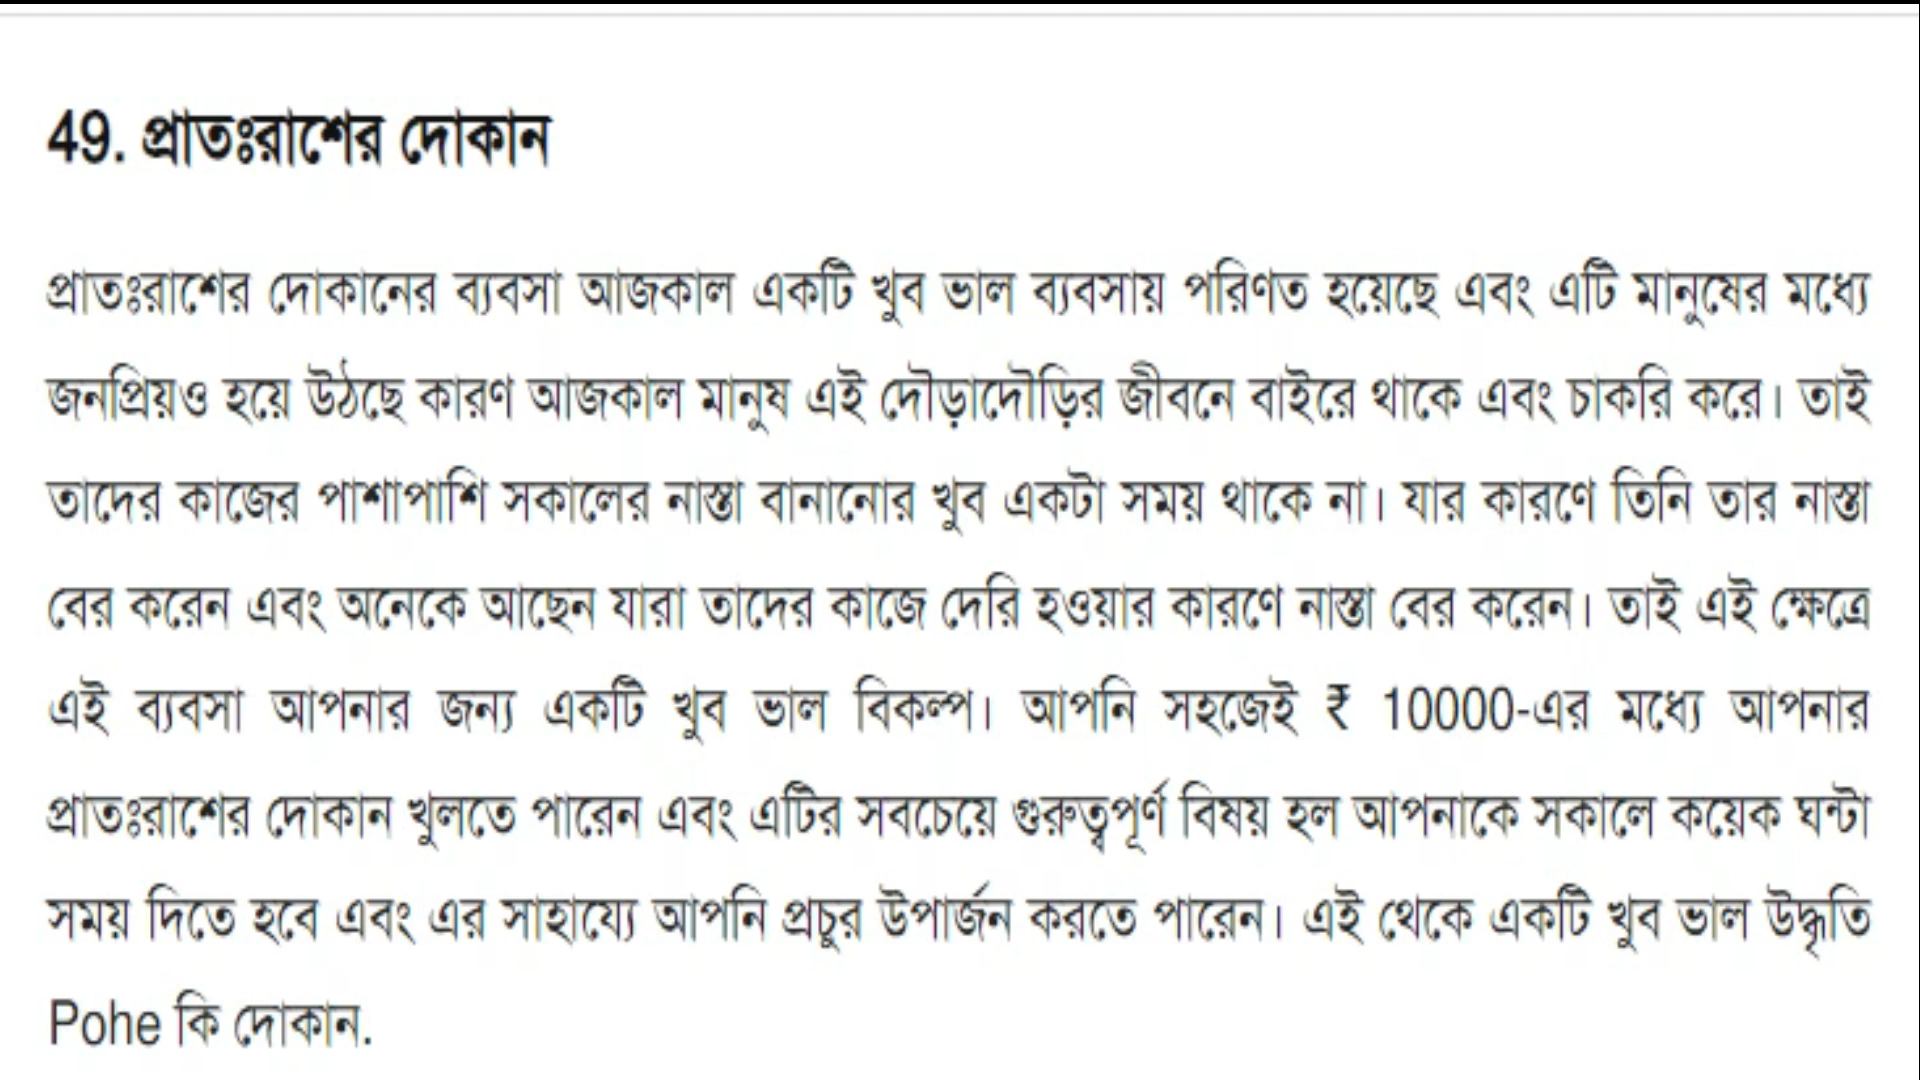 49. প্রাতঃরাশের দোকান
প্রাতঃরাশের দোকানের ব্যবসা আজকাল একটি খুব ভাল ব্যবসায় পরিণত হয়েছে এবং এটি মানুষের মধ্যে
জনপ্রিয়ও হয়ে উঠছে কারণ আজকাল মানুষ এই দৌড়াদৌড়ির জীবনে বাইরে থাকে এবং চাকরি করে। তাই
তাদের কাজের পাশাপাশি সকালের নাস্তা বানানোর খুব একটা সময় থাকে না। যার কারণে তিনি তার নাস্তা
বের করেন এবং অনেকে আছেন যারা তাদের কাজে দেরি হওয়ার কারণে নাস্তা বের করেন। তাই এই ক্ষেত্রে
এই ব্যবসা আপনার জন্য একটি খুব ভাল বিকল্প। আপনি সহজেই ₹ 10000-এর মধ্যে আপনার
প্রাতঃরাশের দোকান খুলতে পারেন এবং এটির সবচেয়ে গুরুত্বপূর্ণ বিষয় হল আপনাকে সকালে কয়েক ঘন্টা
সময় দিতে হবে এবং এর সাহায্যে আপনি প্রচুর উপার্জন করতে পারেন। এই থেকে একটি খুব ভাল উদ্ধৃতি
Pohe কি দোকান.